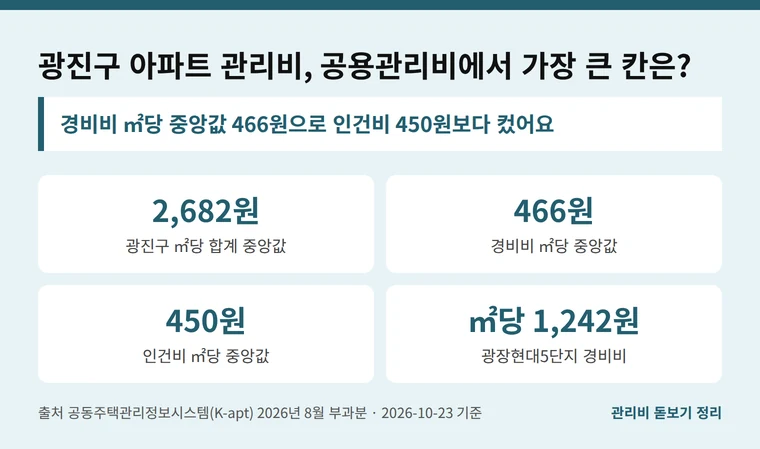 광진구 아파트 관리비, 공용관리비에서 가장 큰 칸은?
경비비 ㎡당 중앙값 466원으로 인건비 450원보다 컸어요
2,682원
광진구 ㎡당 합계 중앙값
466원
경비비 ㎡당 중앙값
450원
인건비 ㎡당 중앙값
㎡당 1,242원
광장현대5단지 경비비
출처 공동주택관리정보시스템(K-apt) 2026년 8월 부과분 · 2026-10-23 기준
관리비 돋보기 정리